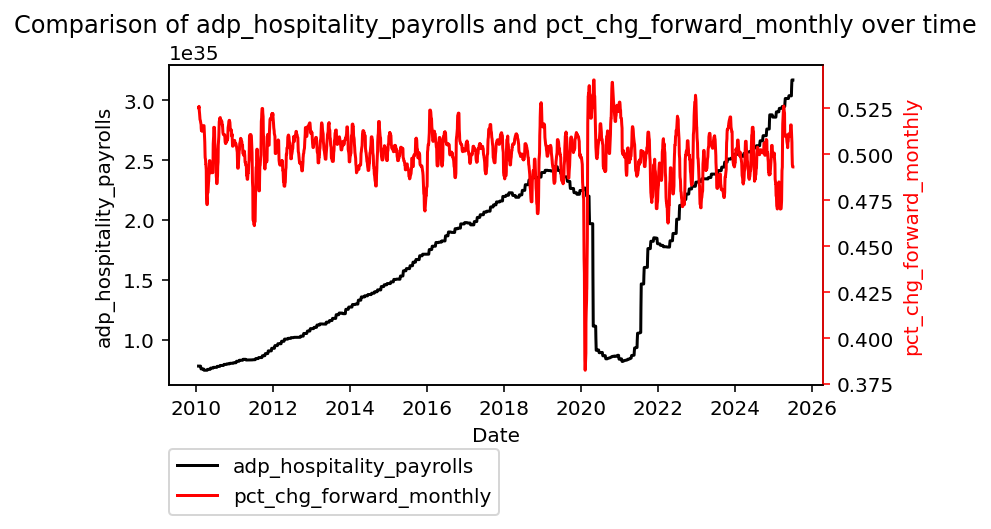 Comparison of adp_hospitality_payrolls and pct_chg_forward_monthly over time
1e35
3.0
2.5
2.0
1.5
1.0
adp_hospitality_payrolls
0.525
0.500
0.475
0.450
0.425
0.400
0.375
pct_chg_forward_monthly
2010 2012 2014 2016 2018 2020 2022 2024 2026
Date
adp_hospitality_payrolls
pct_chg_forward_monthly